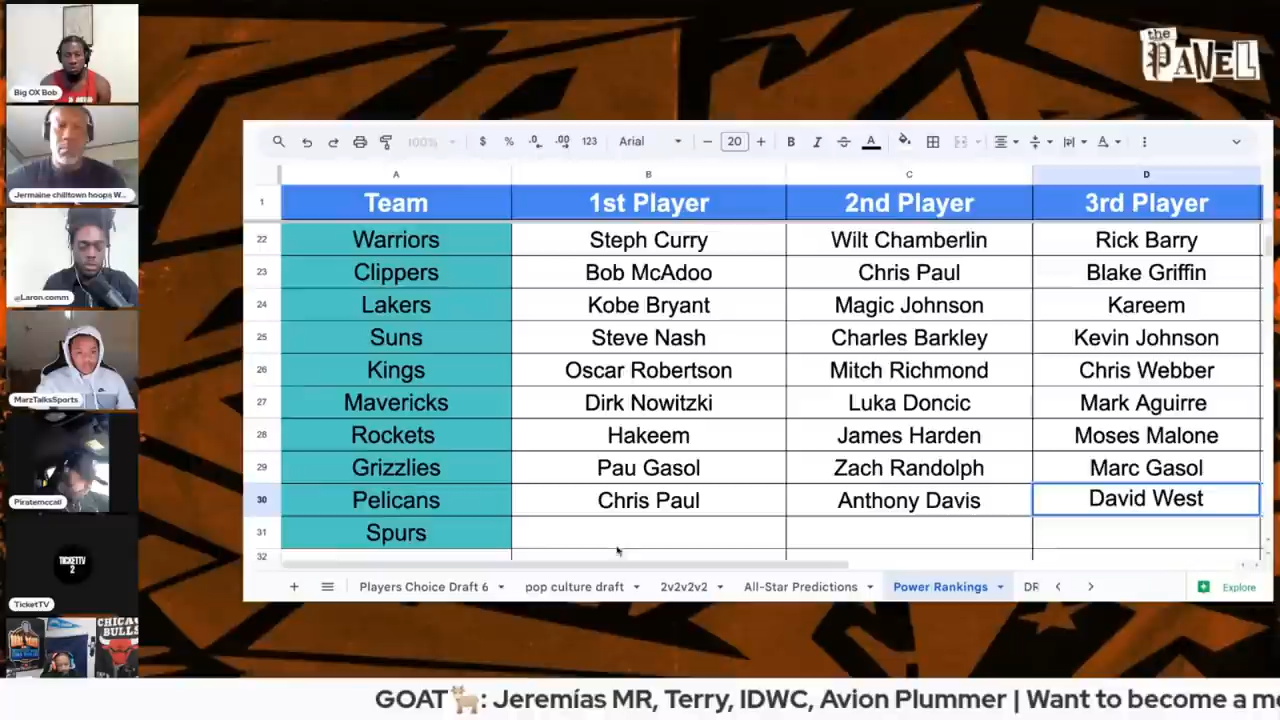 the PANEL
Big OX Bob
Jermaine chilltown hoops W...
@Laron.comm
MarzTalksSports
Piratemccall
TICKETTV 2
TicketTV
CHICAGO BULLS
100% $ % .0 .00 123 Arial 20 B I A
A B C D
1 Team 1st Player 2nd Player 3rd Player
22 Warriors Steph Curry Wilt Chamberlin Rick Barry
23 Clippers Bob McAdoo Chris Paul Blake Griffin
24 Lakers Kobe Bryant Magic Johnson Kareem
25 Suns Steve Nash Charles Barkley Kevin Johnson
26 Kings Oscar Robertson Mitch Richmond Chris Webber
27 Mavericks Dirk Nowitzki Luka Doncic Mark Aguirre
28 Rockets Hakeem James Harden Moses Malone
29 Grizzlies Pau Gasol Zach Randolph Marc Gasol
30 Pelicans Chris Paul Anthony Davis David West
31 Spurs
32
Players Choice Draft 6 pop culture draft 2v2v2v2 All-Star Predictions Power Rankings DR Explore
GOAT🐐: Jeremías MR, Terry, IDWC, Avion Plummer | Want to become a me